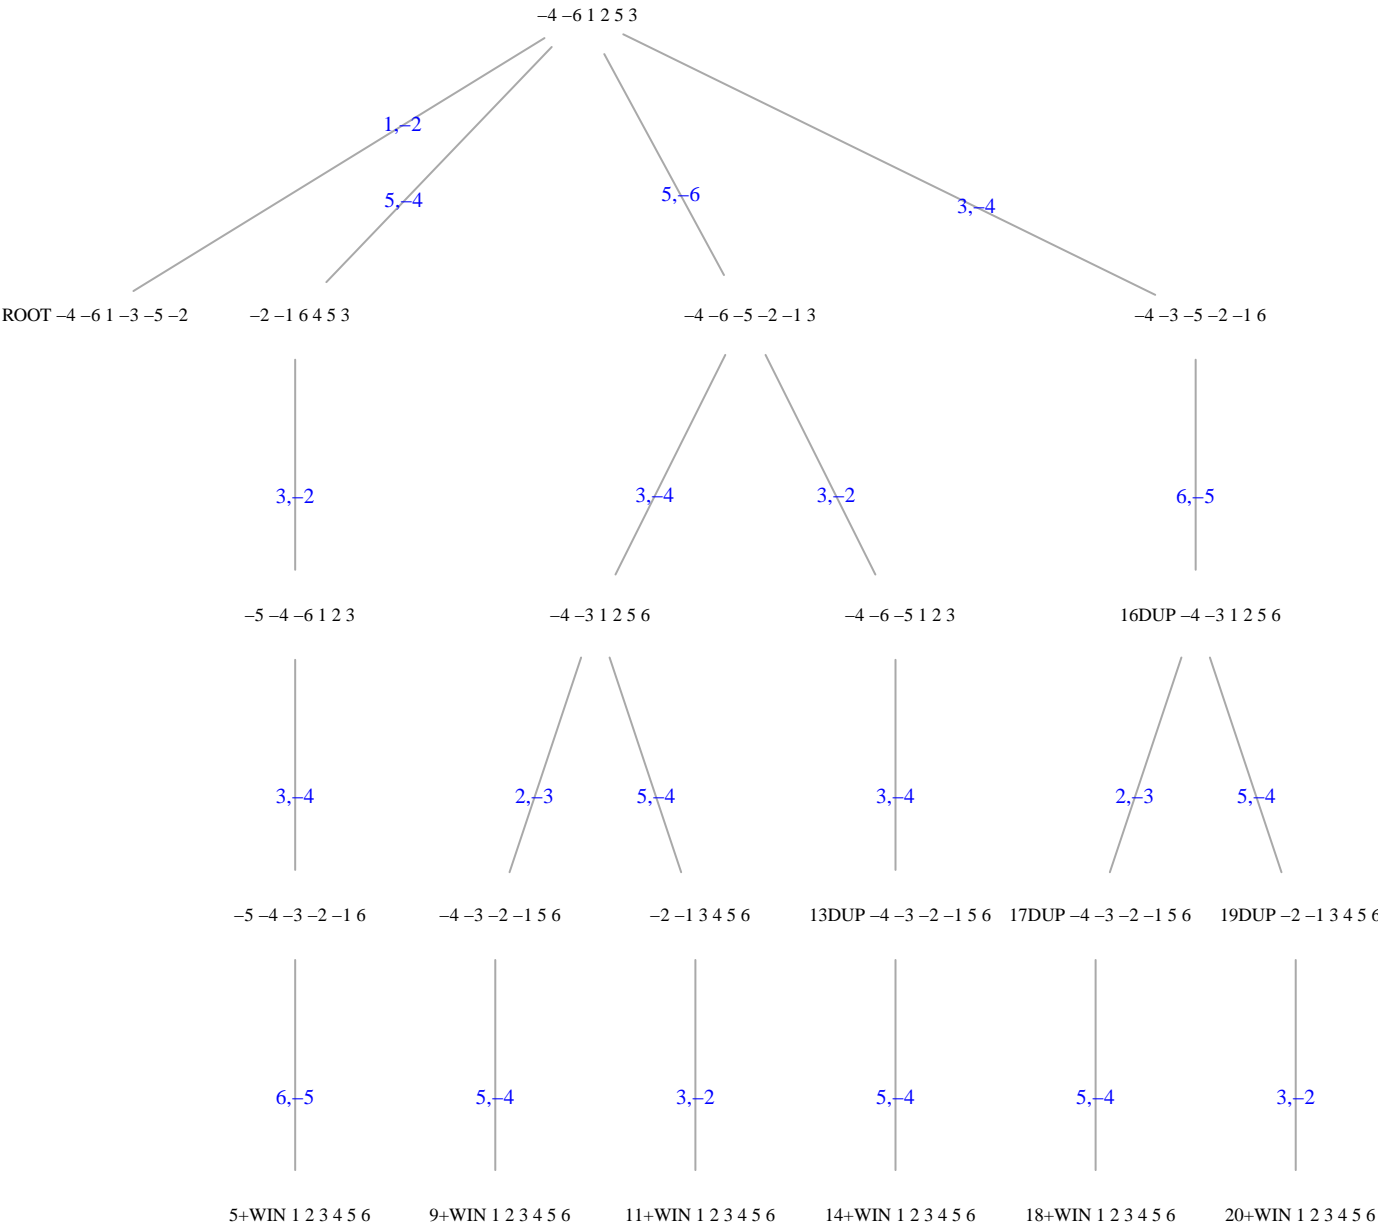 –4 –6 1 2 5 3
1,–2
5,–4
5,–6
3,–4
ROOT –4 –6 1 –3 –5 –2
–2 –1 6 4 5 3
–4 –6 –5 –2 –1 3
–4 –3 –5 –2 –1 6
3,–2
3,–4
3,–2
6,–5
–5 –4 –6 1 2 3
–4 –3 1 2 5 6
–4 –6 –5 1 2 3
16DUP –4 –3 1 2 5 6
3,–4
2,–3
5,–4
3,–4
2,–3
5,–4
–5 –4 –3 –2 –1 6
–4 –3 –2 –1 5 6
–2 –1 3 4 5 6
13DUP –4 –3 –2 –1 5 6
17DUP –4 –3 –2 –1 5 6
19DUP –2 –1 3 4 5 6
6,–5
5,–4
3,–2
5,–4
5,–4
3,–2
5+WIN 1 2 3 4 5 6
9+WIN 1 2 3 4 5 6
11+WIN 1 2 3 4 5 6
14+WIN 1 2 3 4 5 6
18+WIN 1 2 3 4 5 6
20+WIN 1 2 3 4 5 6